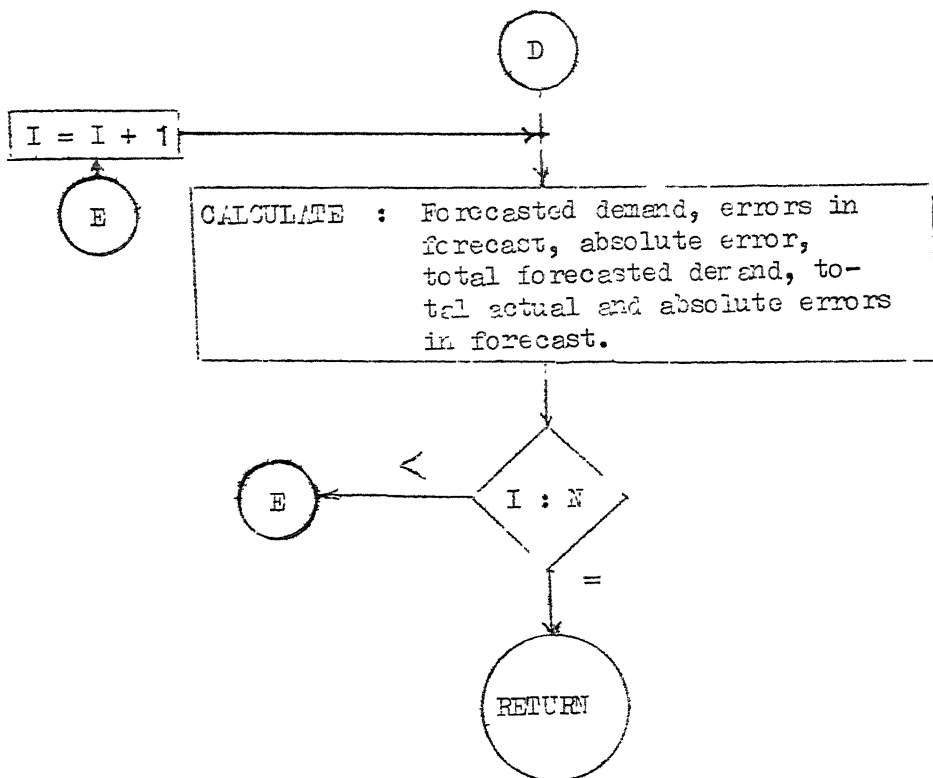 D
I = I + 1
E
CALCULATE : Forecasted demand, errors in
forecast, absolute error,
total forecasted demand, to-
tal actual and absolute errors
in forecast.
<
E
I : N
=
RETURN